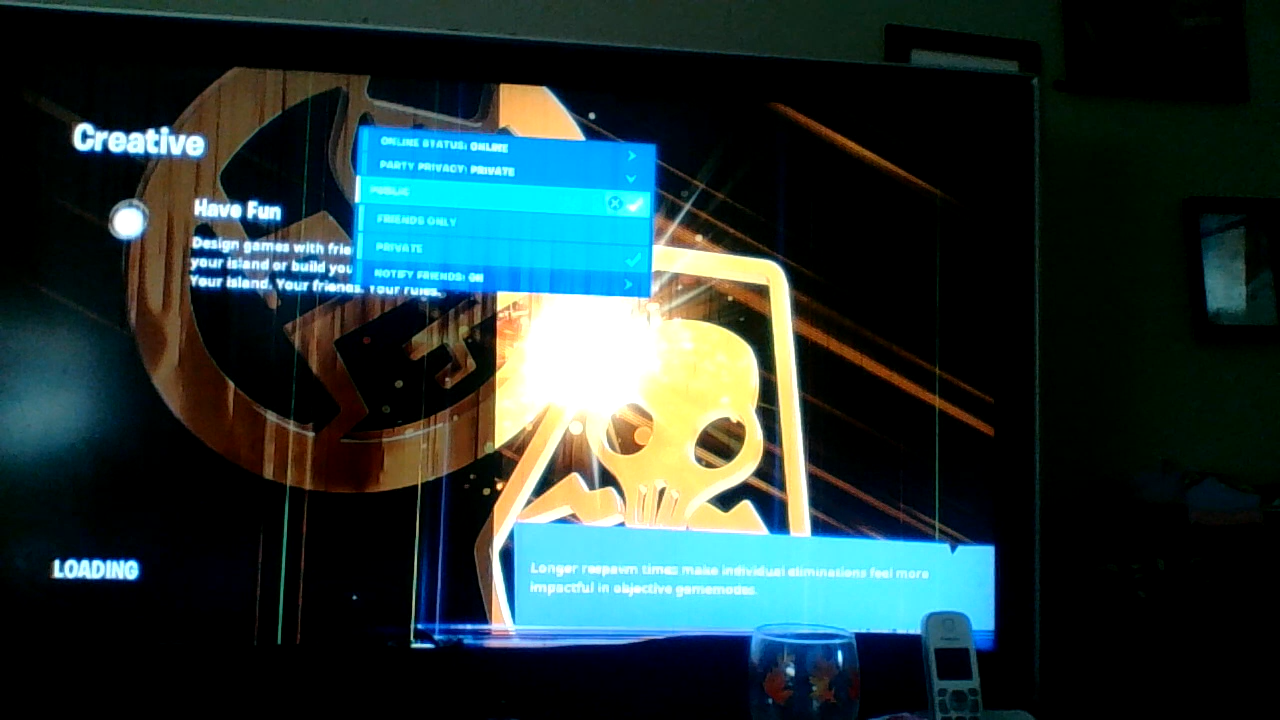 Creative
ONLINE STATUS: ONLINE
PARTY PRIVACY: PRIVATE
PUBLIC
FRIENDS ONLY
PRIVATE
NOTIFY FRIENDS: ON
Have Fun
Design games with frie
your island or build you
Your island. Your friends. Your rules.
LOADING
Longer respawn times make individual eliminations feel more
impactful in objective gamemodes.